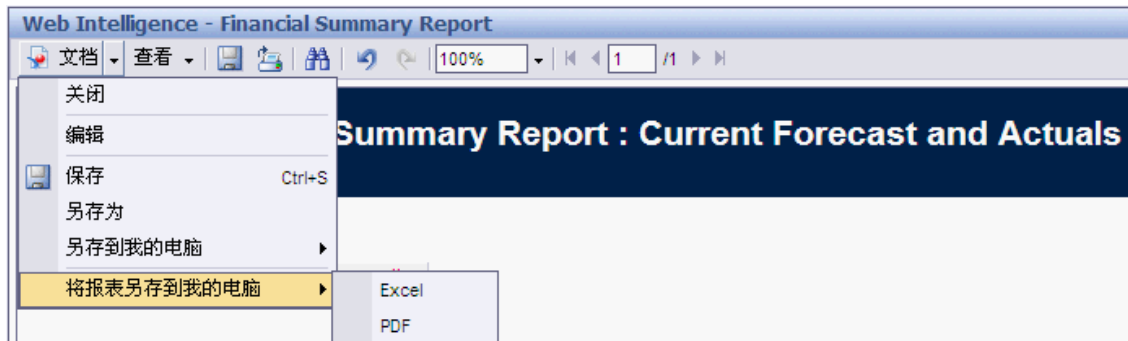 Web Intelligence - Financial Summary Report
文档 查看 100% 1 /1
关闭
Summary Report : Current Forecast and Actuals
编辑
保存 Ctrl+S
另存为
另存到我的电脑
将报表另存到我的电脑
Excel
PDF